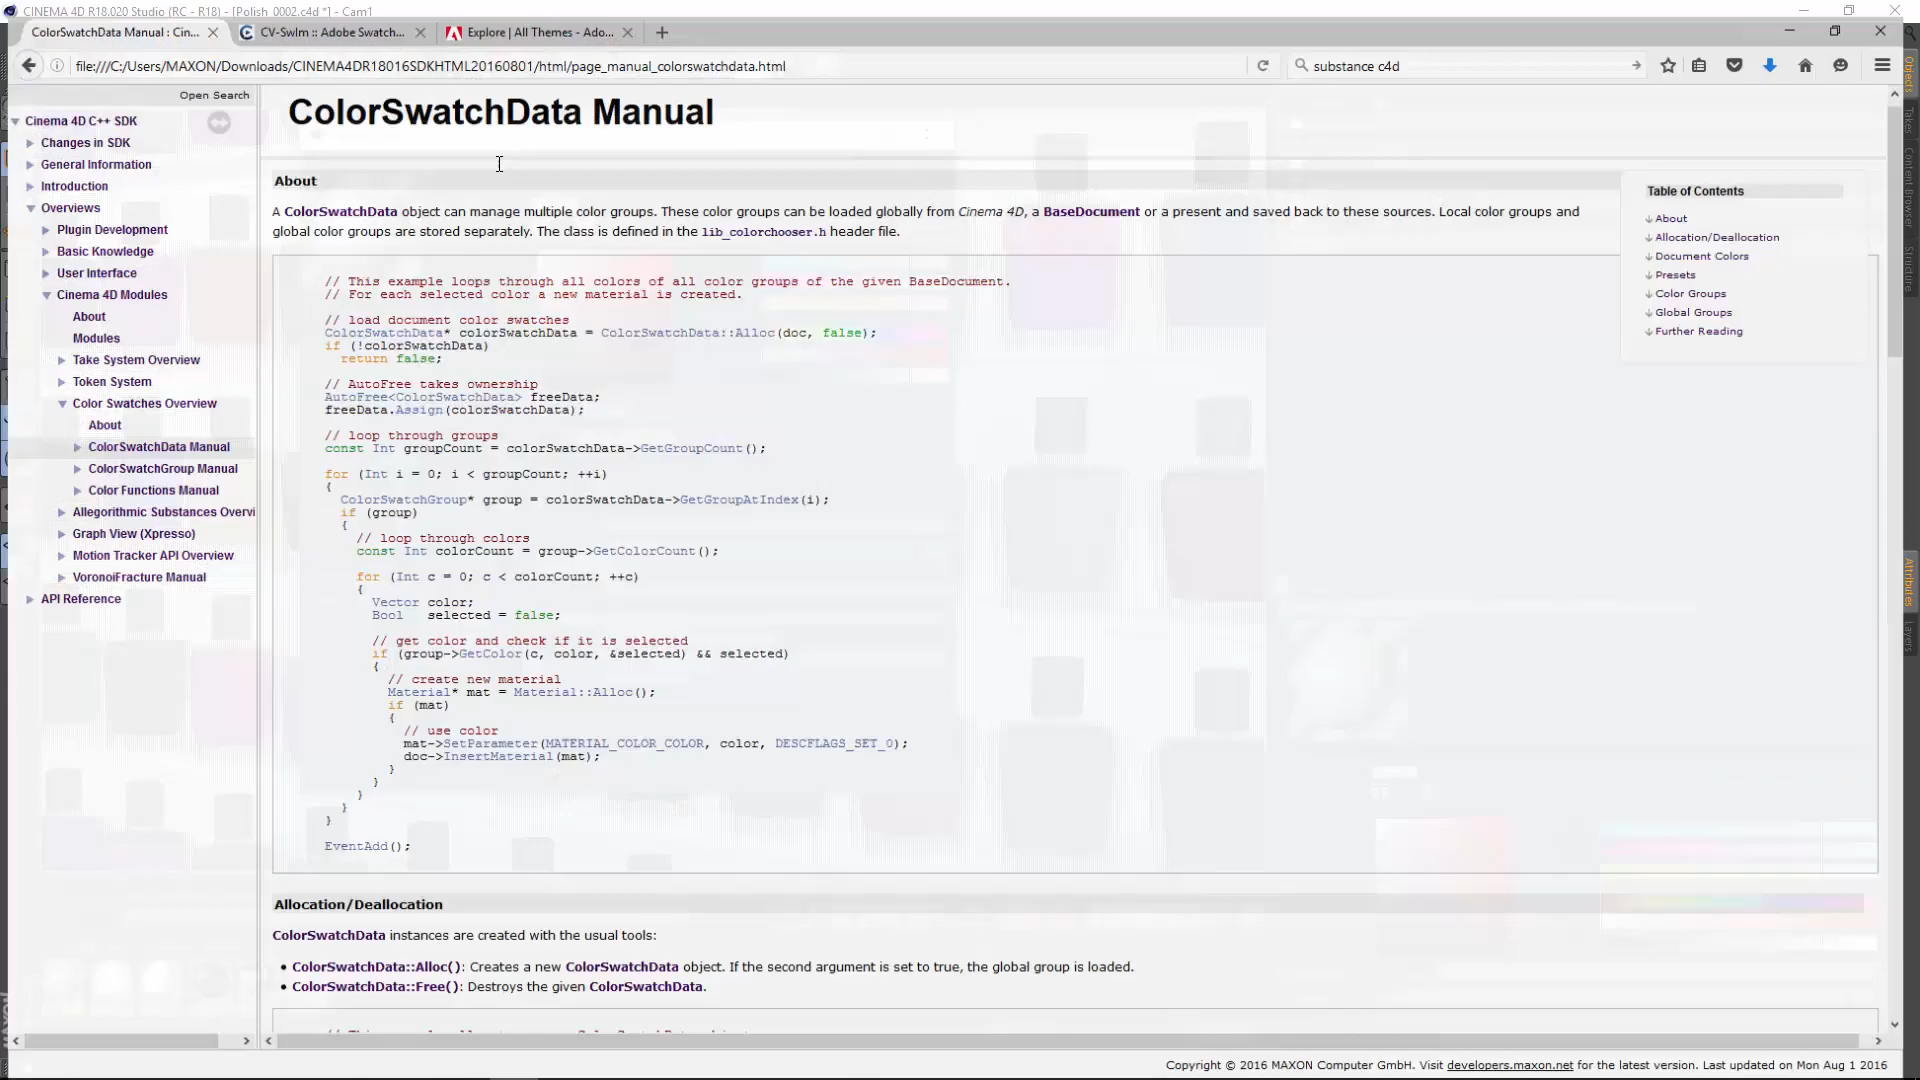 CINEMA 4D R18.020 Studio (RC - R18) - [Polish_0002.c4d *] - Cam1
ColorSwatchData Manual : Cin...
CV-Swlm :: Adobe Swatch...
Explore | All Themes - Ado...
file:///C:/Users/MAXON/Downloads/CINEMA4DR18016SDKHTML20160801/html/page_manual_colorswatchdata.html
substance c4d
Open Search
Cinema 4D C++ SDK
Changes in SDK
General Information
Introduction
Overviews
Plugin Development
Basic Knowledge
User Interface
Cinema 4D Modules
About
Modules
Take System Overview
Token System
Color Swatches Overview
About
ColorSwatchData Manual
ColorSwatchGroup Manual
Color Functions Manual
Allegorithmic Substances Overvi
Graph View (Xpresso)
Motion Tracker API Overview
VoronoiFracture Manual
API Reference
ColorSwatchData Manual
About
A ColorSwatchData object can manage multiple color groups. These color groups can be loaded globally from Cinema 4D, a BaseDocument or a present and saved back to these sources. Local color groups and
global color groups are stored separately. The class is defined in the lib_colorchooser.h header file.
// This example loops through all colors of all color groups of the given BaseDocument.
// For each selected color a new material is created.
// load document color swatches
ColorSwatchData* colorSwatchData = ColorSwatchData::Alloc(doc, false);
if (!colorSwatchData)
return false;
// AutoFree takes ownership
AutoFree<ColorSwatchData> freeData;
freeData.Assign(colorSwatchData);
// loop through groups
const Int groupCount = colorSwatchData->GetGroupCount();
for (Int i = 0; i < groupCount; ++i)
{
ColorSwatchGroup* group = colorSwatchData->GetGroupAtIndex(i);
if (group)
{
// loop through colors
const Int colorCount = group->GetColorCount();
for (Int c = 0; c < colorCount; ++c)
{
Vector color;
Bool selected = false;
// get color and check if it is selected
if (group->GetColor(c, color, &selected) && selected)
{
// create new material
Material* mat = Material::Alloc();
if (mat)
{
// use color
mat->SetParameter(MATERIAL_COLOR_COLOR, color, DESCFLAGS_SET_0);
doc->InsertMaterial(mat);
}
}
}
}
}
EventAdd();
Table of Contents
About
Allocation/Deallocation
Document Colors
Presets
Color Groups
Global Groups
Further Reading
Allocation/Deallocation
ColorSwatchData instances are created with the usual tools:
• ColorSwatchData::Alloc(): Creates a new ColorSwatchData object. If the second argument is set to true, the global group is loaded.
• ColorSwatchData::Free(): Destroys the given ColorSwatchData.
Objects
Takes
Content Browser
Structure
Attributes
Layers
Copyright © 2016 MAXON Computer GmbH. Visit developers.maxon.net for the latest version. Last updated on Mon Aug 1 2016